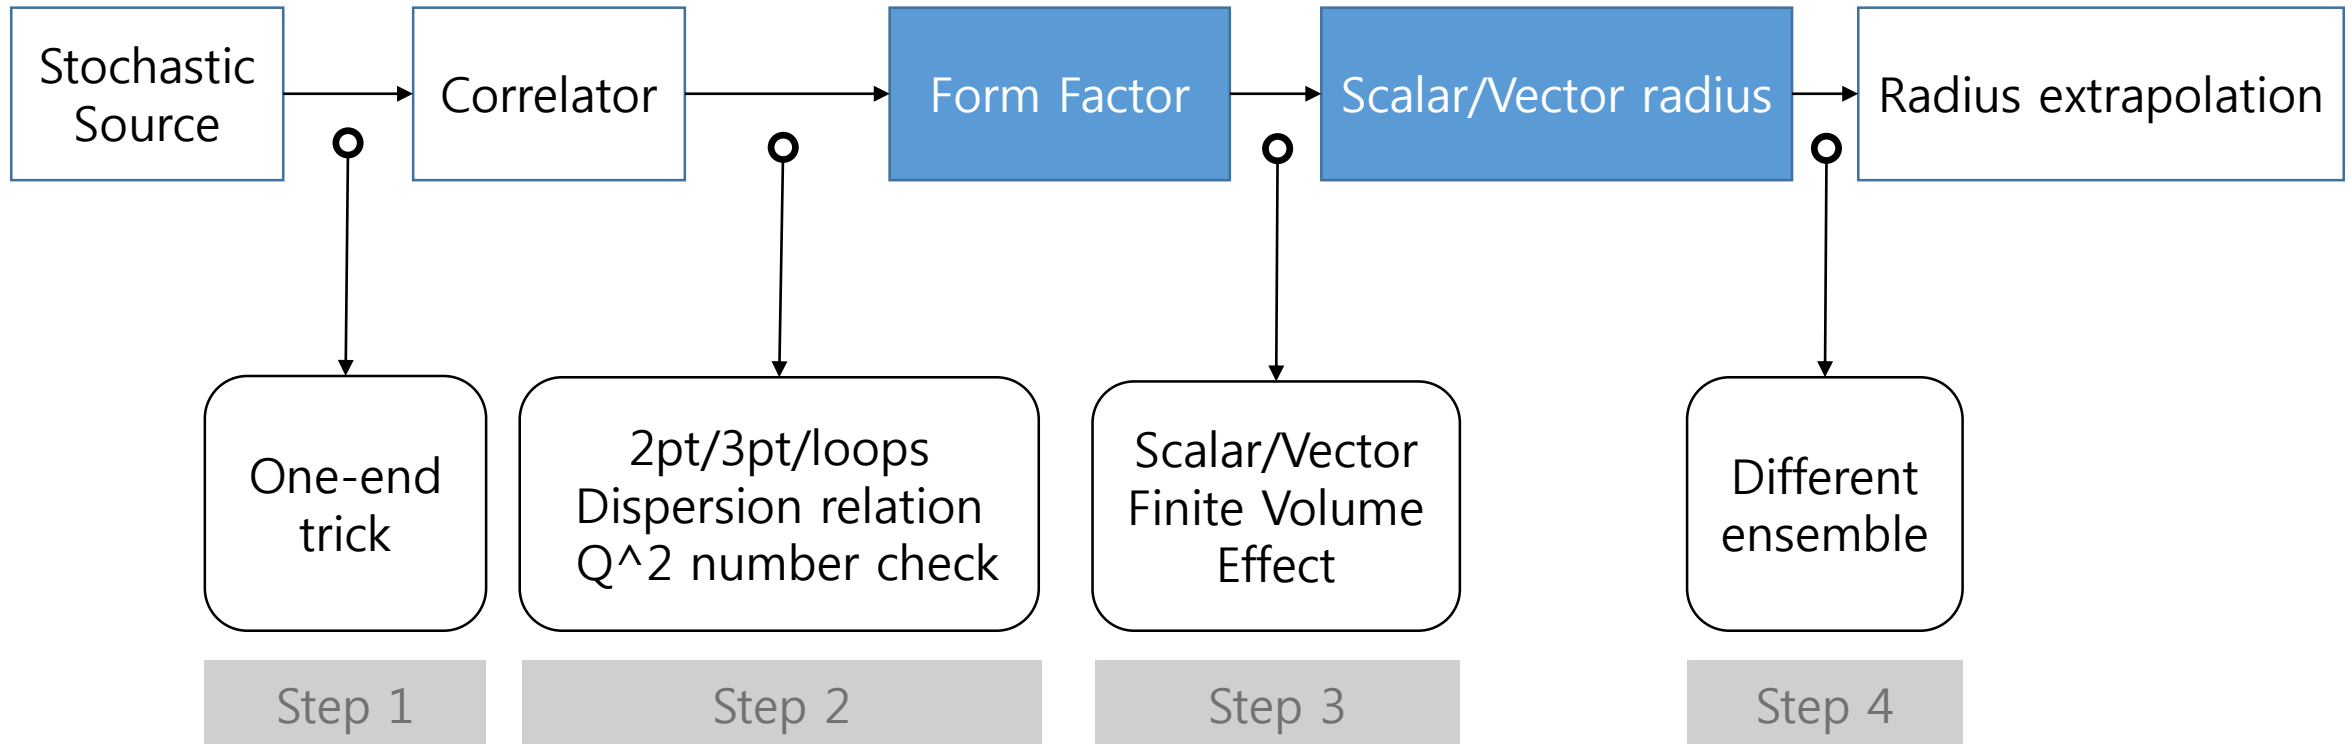 Stochastic
Source
Correlator
Form Factor
Scalar/Vector radius
Radius extrapolation
One-end
trick
2pt/3pt/loops
Dispersion relation
Q^2 number check
Scalar/Vector
Finite Volume
Effect
Different
ensemble
Step 1
Step 2
Step 3
Step 4